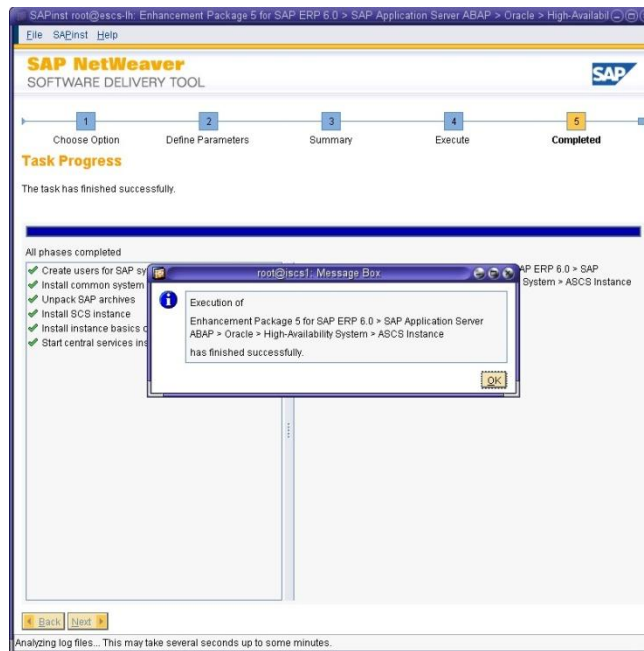 SAPinst root@escs-lh: Enhancement Package 5 for SAP ERP 6.0 > SAP Application Server ABAP > Oracle > High-Availabil
File SAPinst Help
SAP NetWeaver
SOFTWARE DELIVERY TOOL
SAP
1 2 3 4 5
Choose Option Define Parameters Summary Execute Completed
Task Progress
The task has finished successfully.
All phases completed
Create users for SAP sy
Install common system
Unpack SAP archives
Install SCS instance
Install instance basics
Start central services ins
AP ERP 6.0 > SAP
System > ASCS Instance
root@iscs1: Message Box
Execution of
Enhancement Package 5 for SAP ERP 6.0 > SAP Application Server
ABAP > Oracle > High-Availability System > ASCS Instance
has finished successfully.
OK
Back Next
Analyzing log files... This may take several seconds up to some minutes.